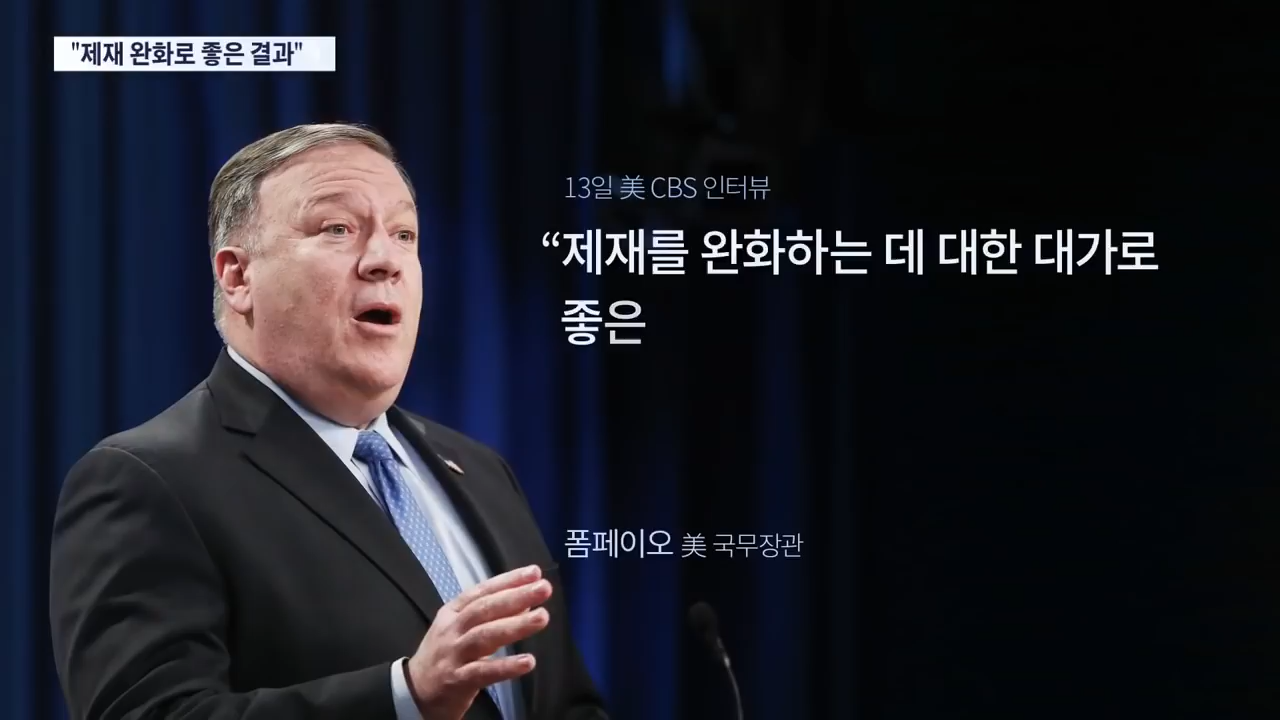 "제재 완화로 좋은 결과"
13일 美 CBS 인터뷰
“제재를 완화하는 데 대한 대가로
좋은
폼페이오 美 국무장관